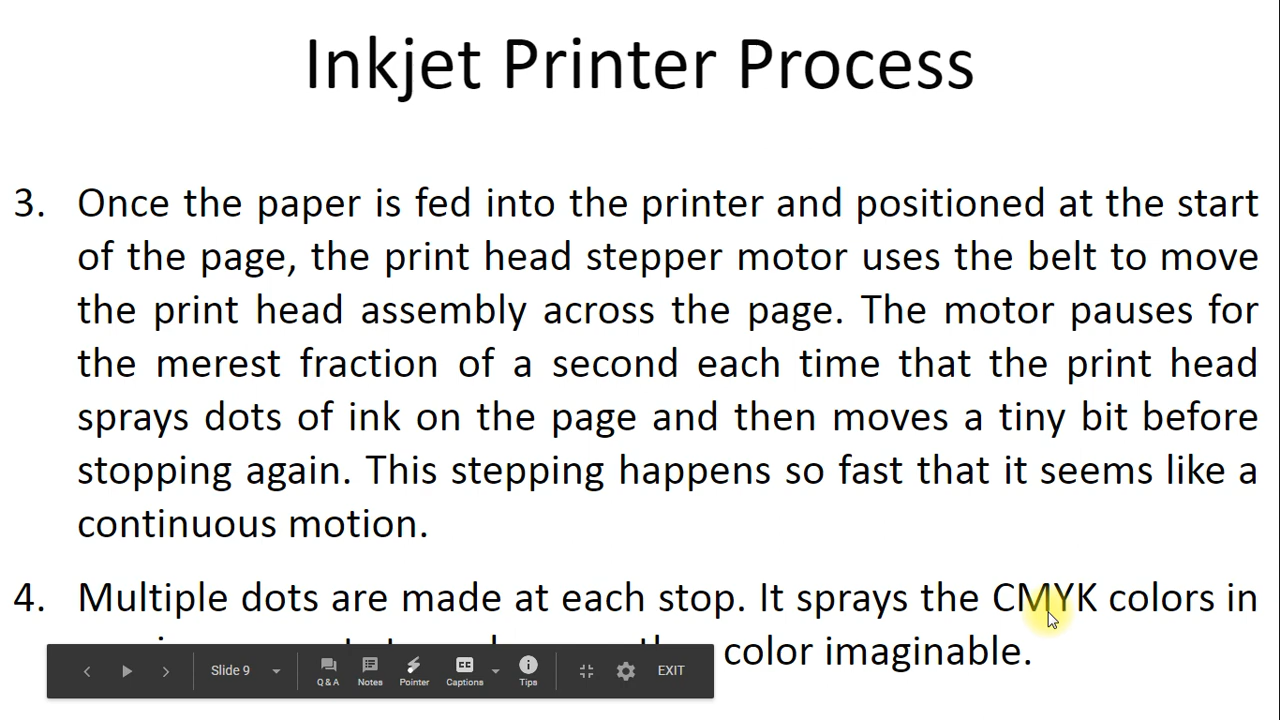 Inkjet Printer Process
3. Once the paper is fed into the printer and positioned at the start
of the page, the print head stepper motor uses the belt to move
the print head assembly across the page. The motor pauses for
the merest fraction of a second each time that the print head
sprays dots of ink on the page and then moves a tiny bit before
stopping again. This stepping happens so fast that it seems like a
continuous motion.
4. Multiple dots are made at each stop. It sprays the CMYK colors in
color imaginable.
Slide 9 Q & A Notes Pointer CC Captions Tips EXIT